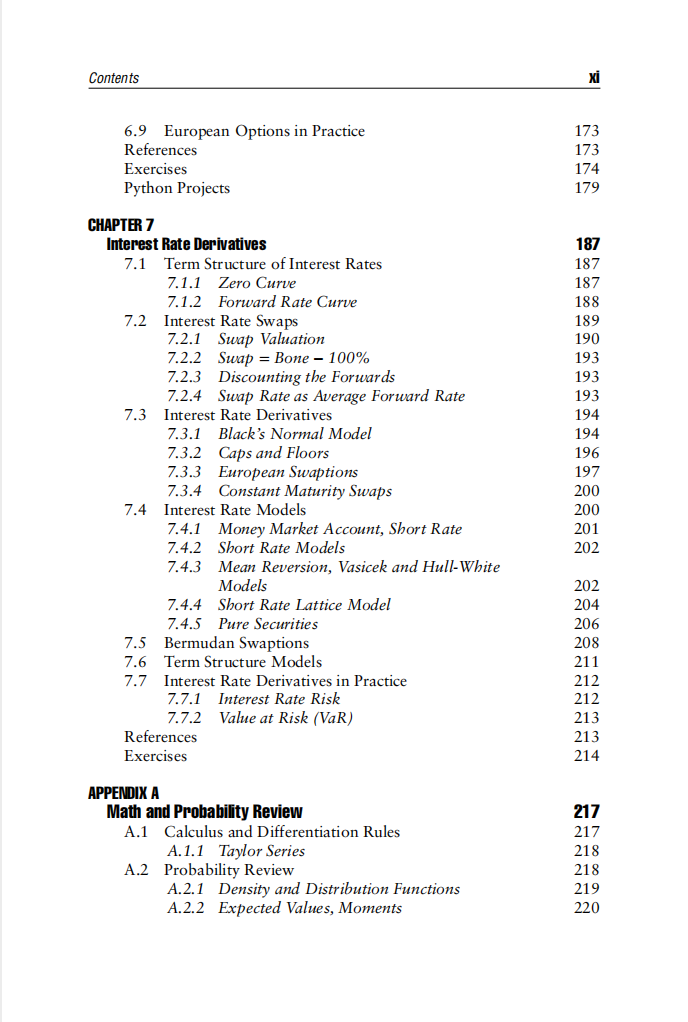 Contents xi
6.9 European Options in Practice 173
References 173
Exercises 174
Python Projects 179
CHAPTER 7
Interest Rate Derivatives 187
7.1 Term Structure of Interest Rates 187
7.1.1 Zero Curve 187
7.1.2 Forward Rate Curve 188
7.2 Interest Rate Swaps 189
7.2.1 Swap Valuation 190
7.2.2 Swap = Bone − 100% 193
7.2.3 Discounting the Forwards 193
7.2.4 Swap Rate as Average Forward Rate 193
7.3 Interest Rate Derivatives 194
7.3.1 Black's Normal Model 194
7.3.2 Caps and Floors 196
7.3.3 European Swaptions 197
7.3.4 Constant Maturity Swaps 200
7.4 Interest Rate Models 200
7.4.1 Money Market Account, Short Rate 201
7.4.2 Short Rate Models 202
7.4.3 Mean Reversion, Vasicek and Hull-White
Models 202
7.4.4 Short Rate Lattice Model 204
7.4.5 Pure Securities 206
7.5 Bermudan Swaptions 208
7.6 Term Structure Models 211
7.7 Interest Rate Derivatives in Practice 212
7.7.1 Interest Rate Risk 212
7.7.2 Value at Risk (VaR) 213
References 213
Exercises 214
APPENDIX A
Math and Probability Review 217
A.1 Calculus and Differentiation Rules 217
A.1.1 Taylor Series 218
A.2 Probability Review 218
A.2.1 Density and Distribution Functions 219
A.2.2 Expected Values, Moments 220